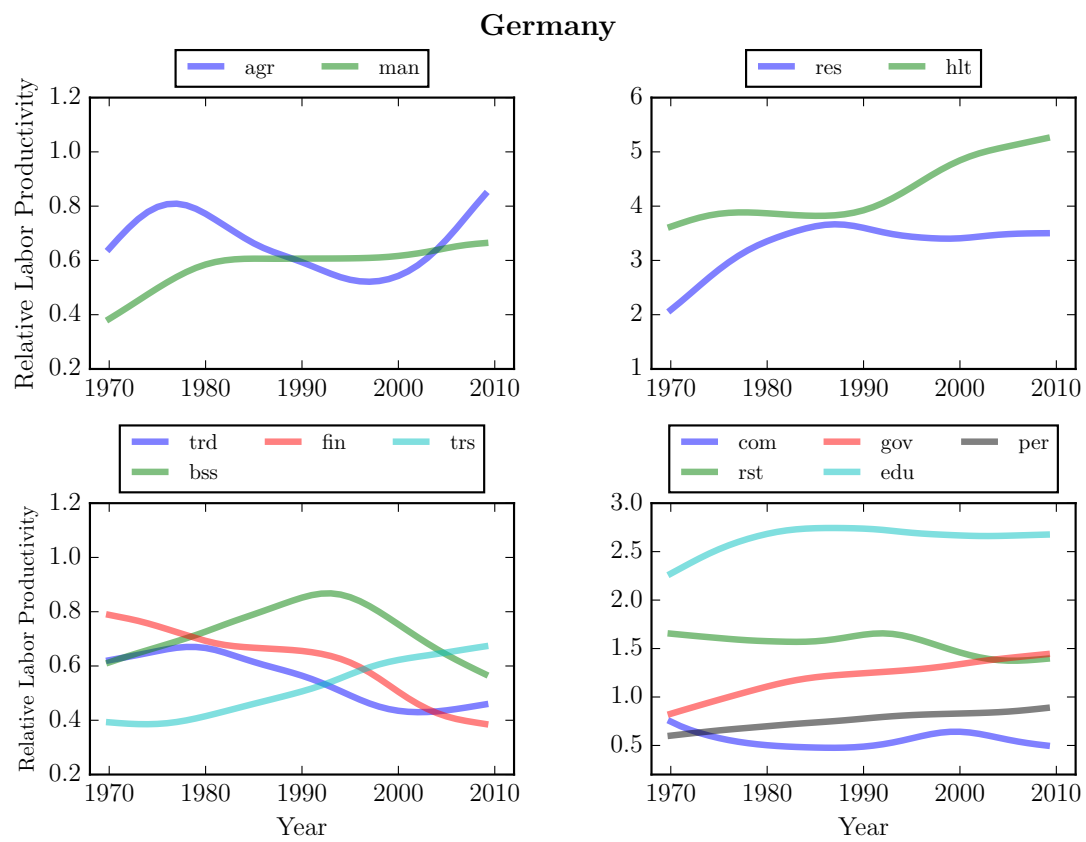 Germany
agr man
res hlt
Relative Labor Productivity
1.2
1.0
0.8
0.6
0.4
0.2
1970 1980 1990 2000 2010
6
5
4
3
2
1
1970 1980 1990 2000 2010
trd fin trs
bss
com gov per
rst edu
Relative Labor Productivity
1.2
1.0
0.8
0.6
0.4
0.2
1970 1980 1990 2000 2010
Year
3.0
2.5
2.0
1.5
1.0
0.5
1970 1980 1990 2000 2010
Year